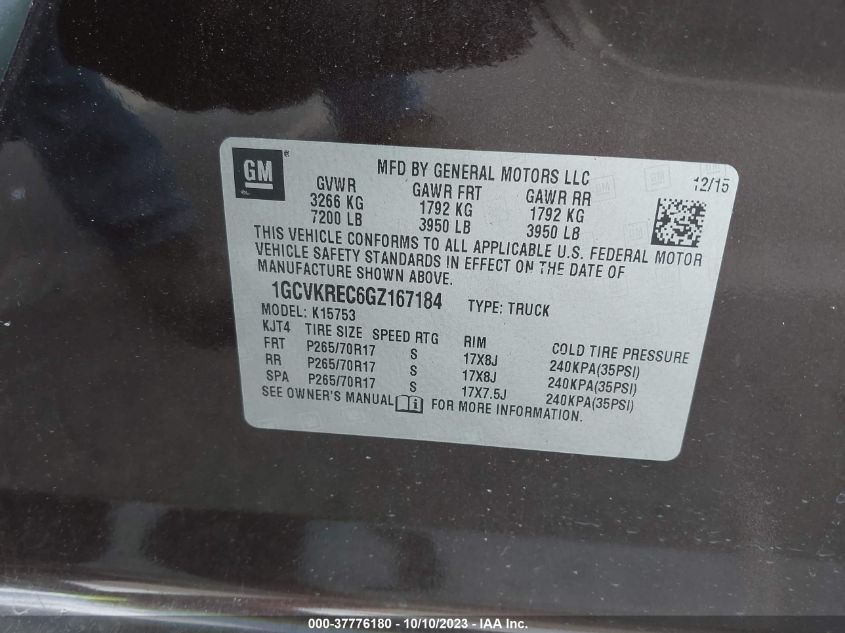 GM
MFD BY GENERAL MOTORS LLC
12/15
GVWR GAWR FRT GAWR RR
3266 KG 1792 KG 1792 KG
7200 LB 3950 LB 3950 LB
THIS VEHICLE CONFORMS TO ALL APPLICABLE U.S. FEDERAL MOTOR
VEHICLE SAFETY STANDARDS IN EFFECT ON THE DATE OF
MANUFACTURE SHOWN ABOVE.
1GCVKREC6GZ167184 TYPE: TRUCK
MODEL: K15753
KJT4 TIRE SIZE SPEED RTG RIM COLD TIRE PRESSURE
FRT P265/70R17 S 17X8J 240KPA(35PSI)
RR P265/70R17 S 17X8J 240KPA(35PSI)
SPA P265/70R17 S 17X7.5J 240KPA(35PSI)
SEE OWNER'S MANUAL FOR MORE INFORMATION.
000-37776180 - 10/10/2023 - IAA Inc.